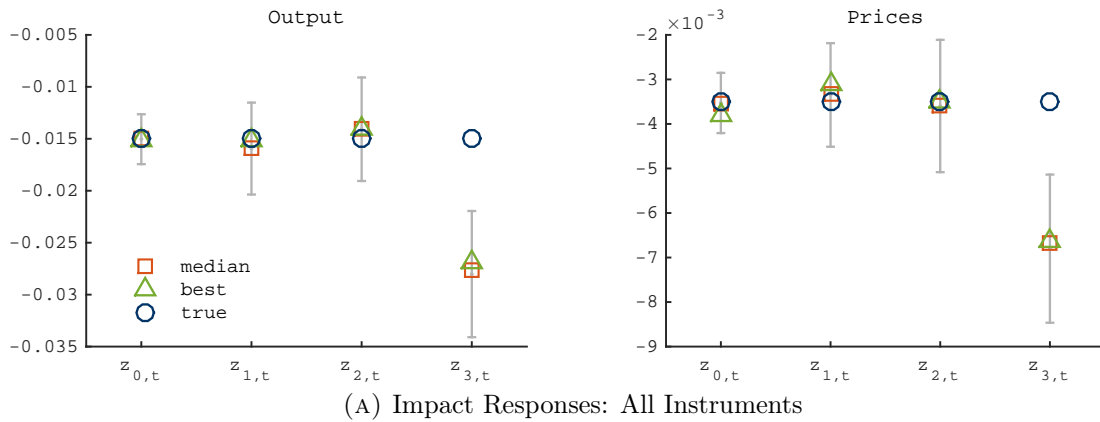 Output
-0.005
-0.01
-0.015
-0.02
-0.025
-0.03
-0.035
median
best
true
z0,t
z1,t
z2,t
z3,t
×10-3
Prices
-2
-3
-4
-5
-6
-7
-8
-9
z0,t
z1,t
z2,t
z3,t
(A) Impact Responses: All Instruments